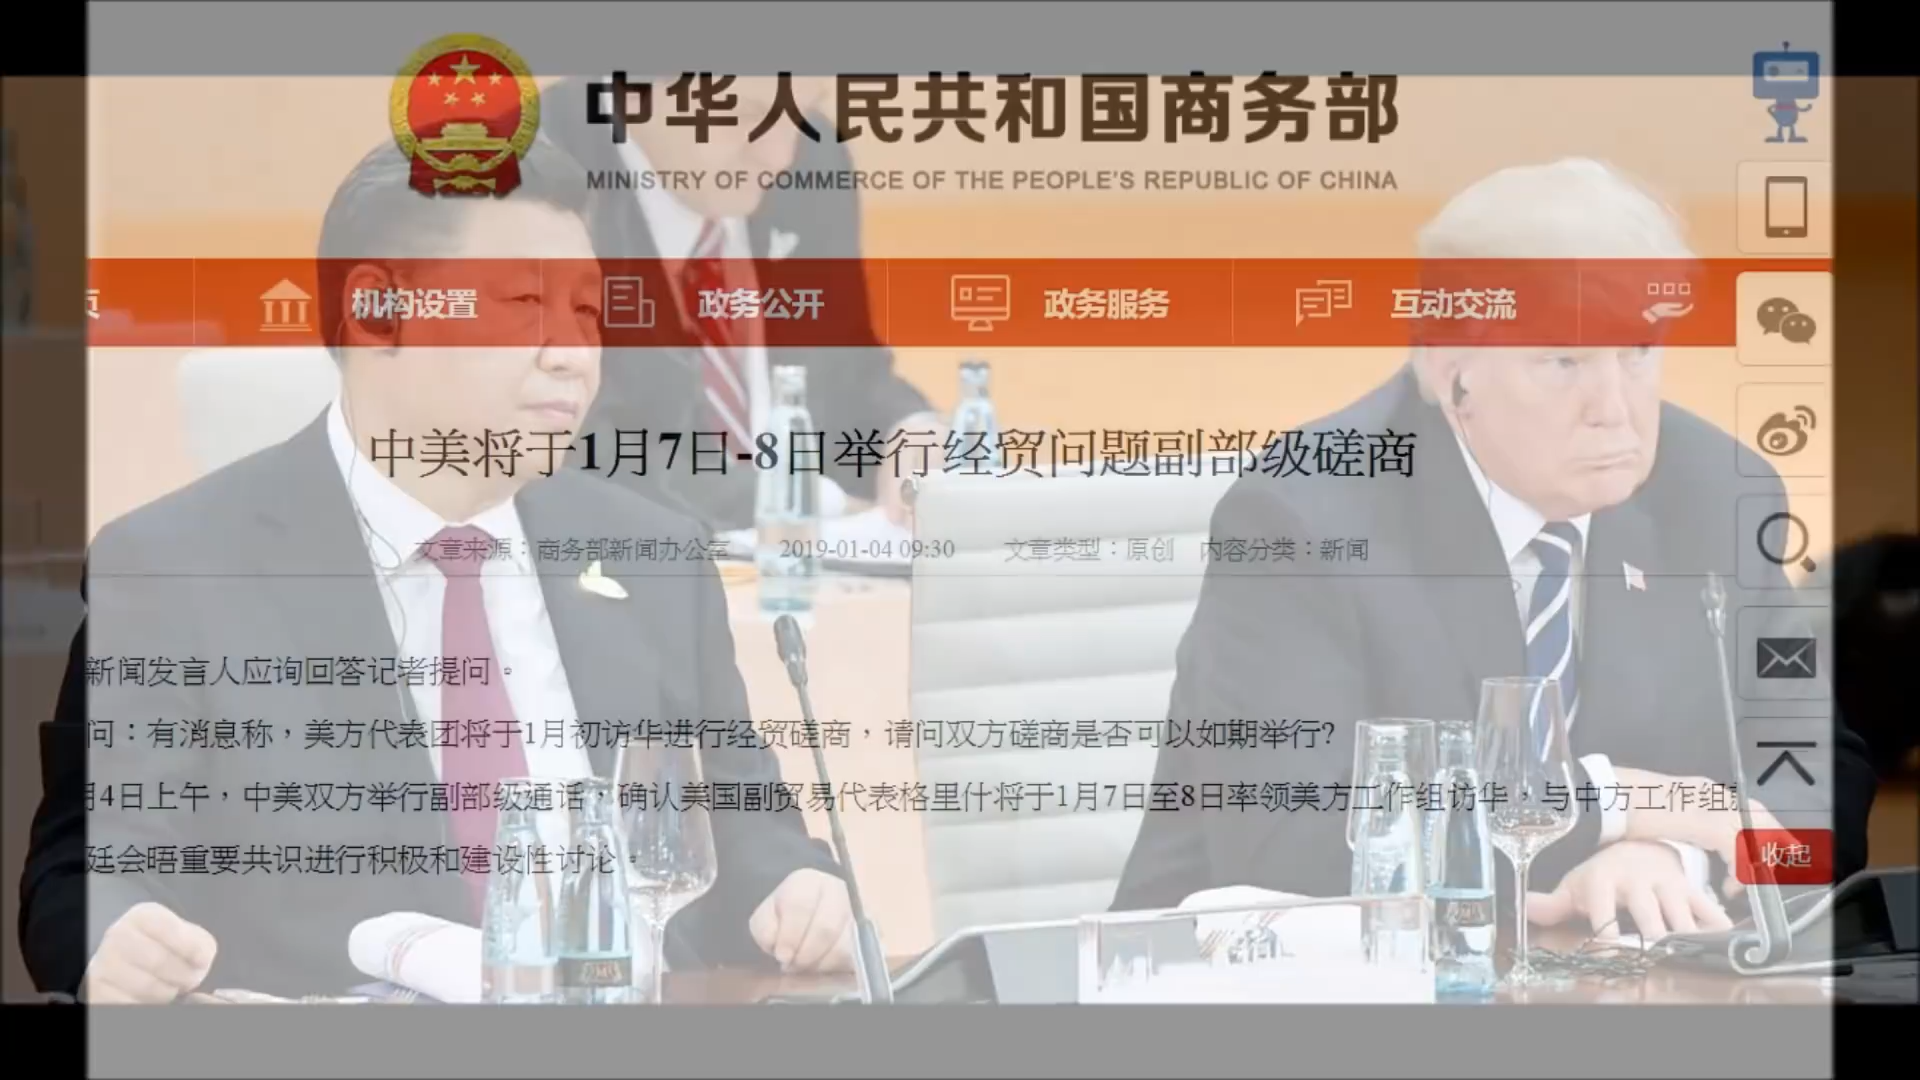 中华人民共和国商务部
MINISTRY OF COMMERCE OF THE PEOPLE'S REPUBLIC OF CHINA
页 机构设置 政务公开 政务服务 互动交流
中美将于1月7日-8日举行经贸问题副部级磋商
文章来源：商务部新闻办公室 2019-01-04 09:30 文章类型：原创 内容分类：新闻
新闻发言人应询回答记者提问。
问：有消息称，美方代表团将于1月初访华进行经贸磋商，请问双方磋商是否可以如期举行?
月4日上午，中美双方举行副部级通话，确认美国副贸易代表格里什将于1月7日至8日率领美方工作组访华，与中方工作组
廷会晤重要共识进行积极和建设性讨论。
收起